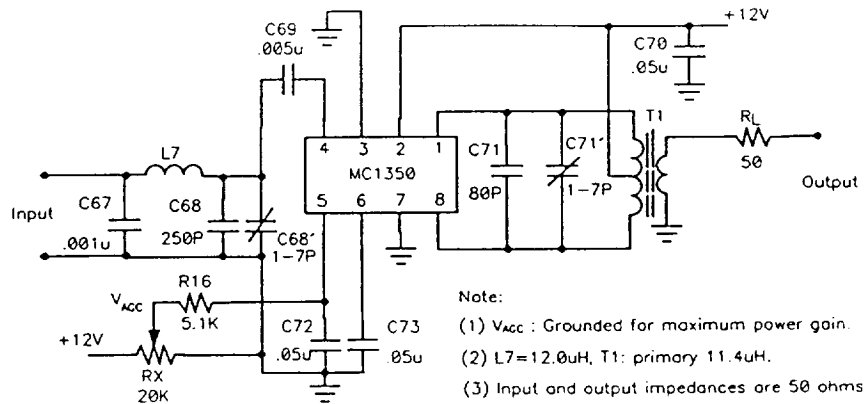 +12V
C69
.005u
C70
.05u
T1
RL
50
Output
4 3 2 1
MC1350
5 6 7 8
C71
80P
C71'
1-7P
L7
Input
C67
.001u
C68
250P
C68'
1-7P
VAGC
R16
5.1K
+12V
RX
20K
C72
.05u
C73
.05u
Note:
(1) VAGC : Grounded for maximum power gain.
(2) L7=12.0uH, T1: primary 11.4uH.
(3) Input and output impedances are 50 ohms